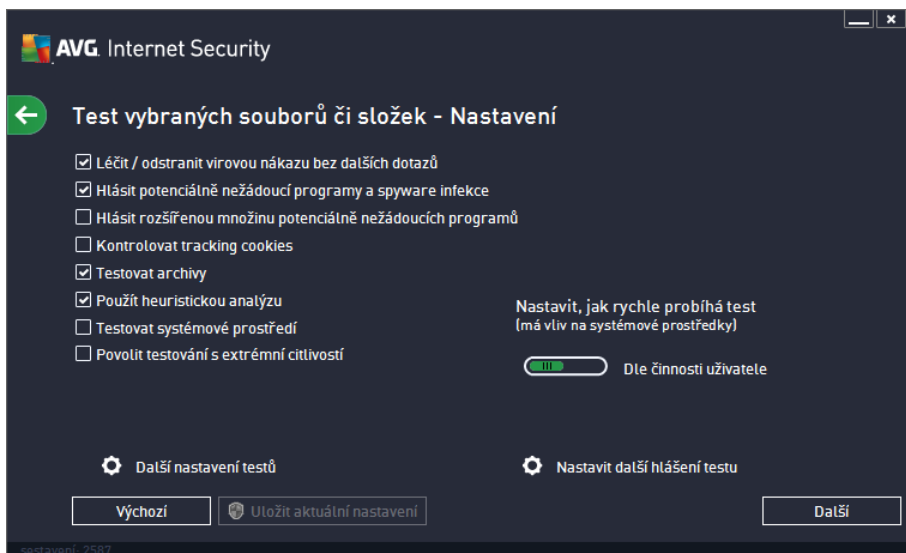 AVG. Internet Security
Test vybraných souborů či složek - Nastavení
Léčit / odstranit virovou nákazu bez dalších dotazů
Hlásit potenciálně nežádoucí programy a spyware infekce
Hlásit rozšířenou množinu potenciálně nežádoucích programů
Kontrolovat tracking cookies
Testovat archivy
Použít heuristickou analýzu
Testovat systémové prostředí
Povolit testování s extrémní citlivostí
Nastavit, jak rychle probíhá test
(má vliv na systémové prostředky)
Dle činnosti uživatele
Další nastavení testů
Nastavit další hlášení testu
Výchozí
Uložit aktuální nastavení
Další
sestavení: 2587